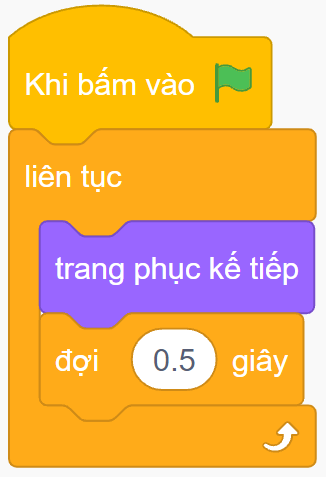 Khi bấm vào
liên tục
trang phục kế tiếp
đợi 0.5 giây